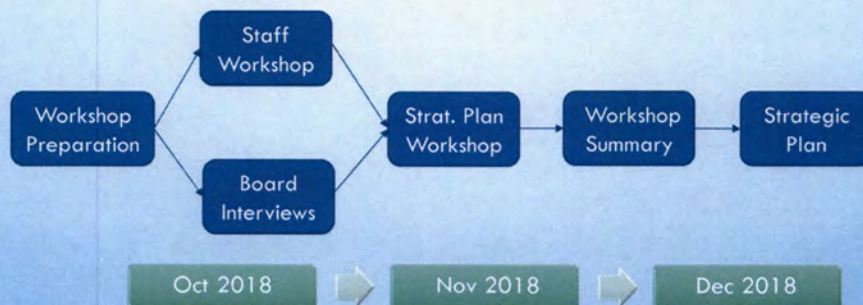 Staff
Workshop
Workshop
Preparation
Strat. Plan
Workshop
Workshop
Summary
Strategic
Plan
Board
Interviews
Oct 2018
Nov 2018
Dec 2018